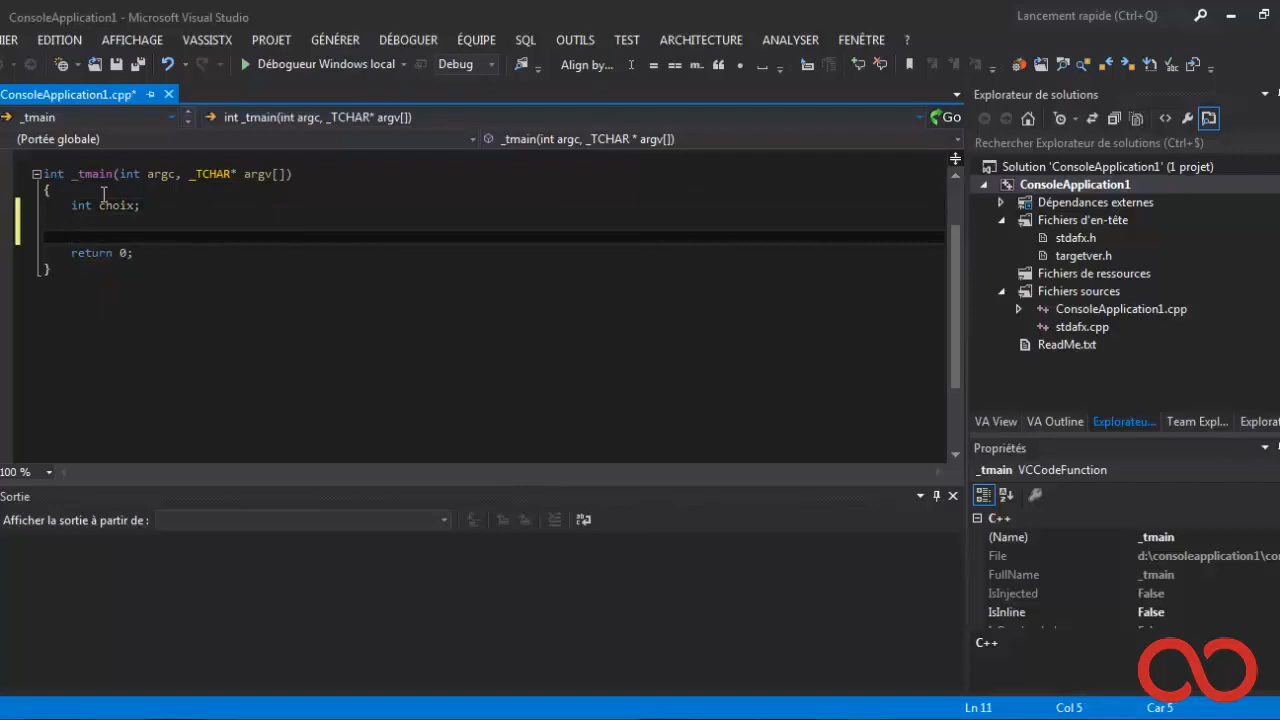 ConsoleApplication1 - Microsoft Visual Studio
Lancement rapide (Ctrl+Q)
IER EDITION AFFICHAGE VASSISTX PROJET GÉNÉRER DÉBOGUER ÉQUIPE SQL OUTILS TEST ARCHITECTURE ANALYSER FENÊTRE ?
Débogueur Windows local Debug Align by...
ConsoleApplication1.cpp*
Explorateur de solutions
_tmain
int _tmain(int argc, _TCHAR* argv[])
Go
(Portée globale)
_tmain(int argc, _TCHAR * argv[])
Rechercher Explorateur de solutions (Ctrl+$)
Solution 'ConsoleApplication1' (1 projet)
ConsoleApplication1
Dépendances externes
Fichiers d'en-tête
stdafx.h
targetver.h
Fichiers de ressources
Fichiers sources
ConsoleApplication1.cpp
stdafx.cpp
ReadMe.txt
int _tmain(int argc, _TCHAR* argv[])
{
int choix;
return 0;
}
VA View VA Outline Explorateu... Team Expl... Explorat
100 %
Propriétés
_tmain VCCodeFunction
C++
(Name) _tmain
File d:\consoleapplication1\co
FullName _tmain
IsInjected False
IsInline False
C++
Sortie
Afficher la sortie à partir de :
Ln 11 Col 5 Car 5